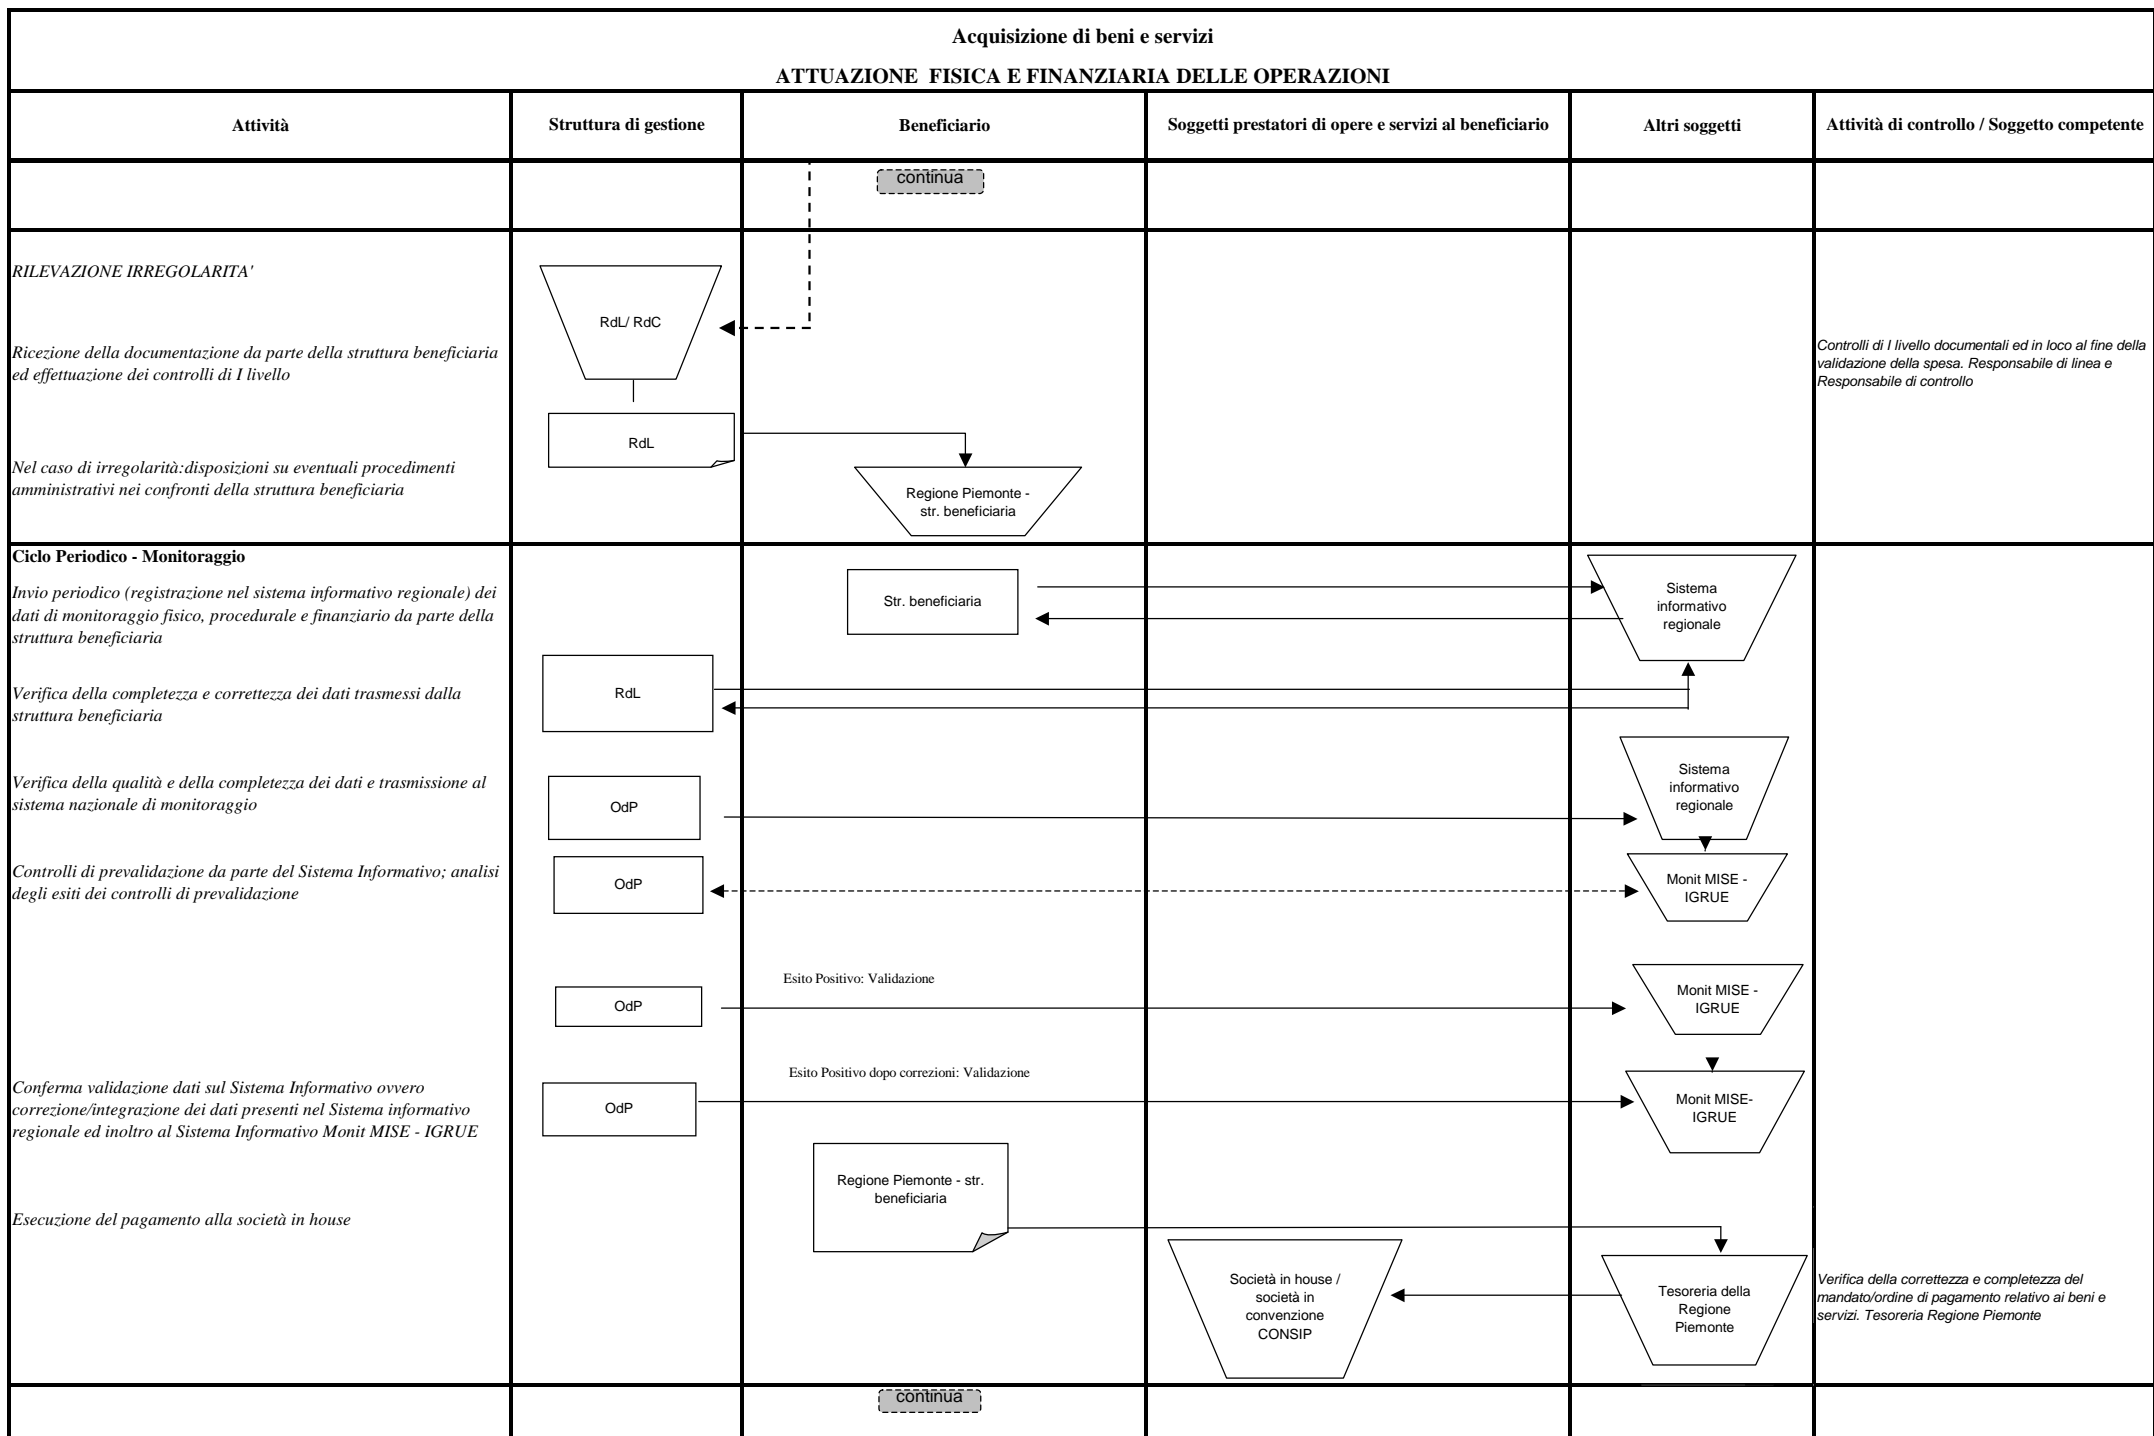 Acquisizione di beni e servizi
ATTUAZIONE FISICA E FINANZIARIA DELLE OPERAZIONI
Attività
Struttura di gestione
Beneficiario
Soggetti prestatori di opere e servizi al beneficiario
Altri soggetti
Attività di controllo / Soggetto competente
continua
RILEVAZIONE IRREGOLARITA'
RdL/ RdC
Ricezione della documentazione da parte della struttura beneficiaria
ed effettuazione dei controlli di I livello
Controlli di I livello documentali ed in loco al fine della
validazione della spesa. Responsabile di linea e
Responsabile di controllo
RdL
Nel caso di irregolarità:disposizioni su eventuali procedimenti
amministrativi nei confronti della struttura beneficiaria
Regione Piemonte -
str. beneficiaria
Ciclo Periodico - Monitoraggio
Invio periodico (registrazione nel sistema informativo regionale) dei
dati di monitoraggio fisico, procedurale e finanziario da parte della
struttura beneficiaria
Str. beneficiaria
Sistema
informativo
regionale
Verifica della completezza e correttezza dei dati trasmessi dalla
struttura beneficiaria
RdL
Verifica della qualità e della completezza dei dati e trasmissione al
sistema nazionale di monitoraggio
OdP
Sistema
informativo
regionale
Controlli di prevalidazione da parte del Sistema Informativo; analisi
degli esiti dei controlli di prevalidazione
OdP
Monit MISE -
IGRUE
Esito Positivo: Validazione
OdP
Monit MISE -
IGRUE
Esito Positivo dopo correzioni: Validazione
Conferma validazione dati sul Sistema Informativo ovvero
correzione/integrazione dei dati presenti nel Sistema informativo
regionale ed inoltro al Sistema Informativo Monit MISE - IGRUE
OdP
Monit MISE-
IGRUE
Regione Piemonte - str.
beneficiaria
Esecuzione del pagamento alla società in house
Società in house /
società in
convenzione
CONSIP
Tesoreria della
Regione
Piemonte
Verifica della correttezza e completezza del
mandato/ordine di pagamento relativo ai beni e
servizi. Tesoreria Regione Piemonte
continua